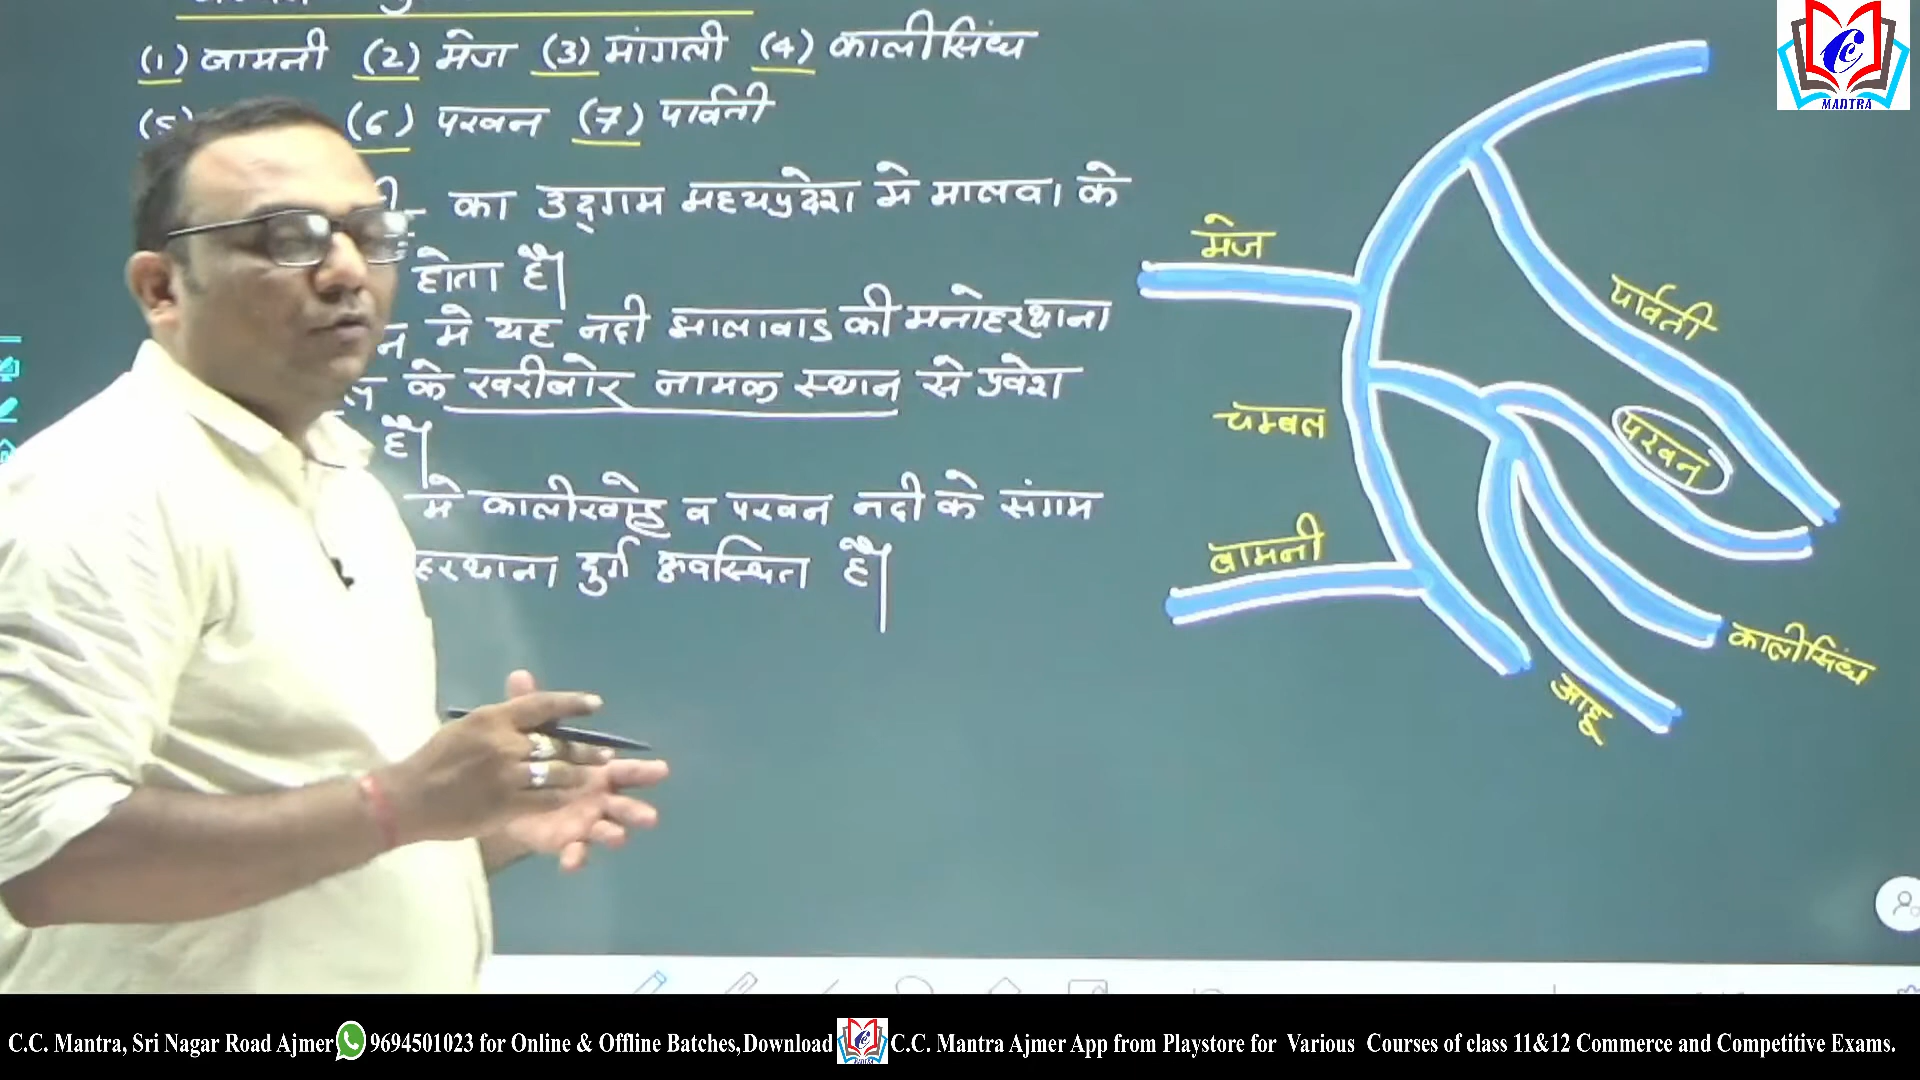 (1) बामनी (2) मेज (3) मांगली (4) कालीसिंध
(5) (6) परवन (7) पार्वती
का उद्गाम मध्यप्रदेश मे मालवा के
होता है।
न मे यह नदी झालावाड की मनोहरथाना
ल के खरीबोर नामक स्थान से प्रवेश
है।
मे कालीखोह व परवन नदी के संगम
हरथाना दुर्ग अवस्थित है।
मेज
पार्वती
चम्बल
परवन
बामनी
कालीसिंध
आहू
C
MANTRA
C.C. Mantra, Sri Nagar Road Ajmer 9694501023 for Online & Offline Batches, Download C.C. Mantra Ajmer App from Playstore for Various Courses of class 11&12 Commerce and Competitive Exams.